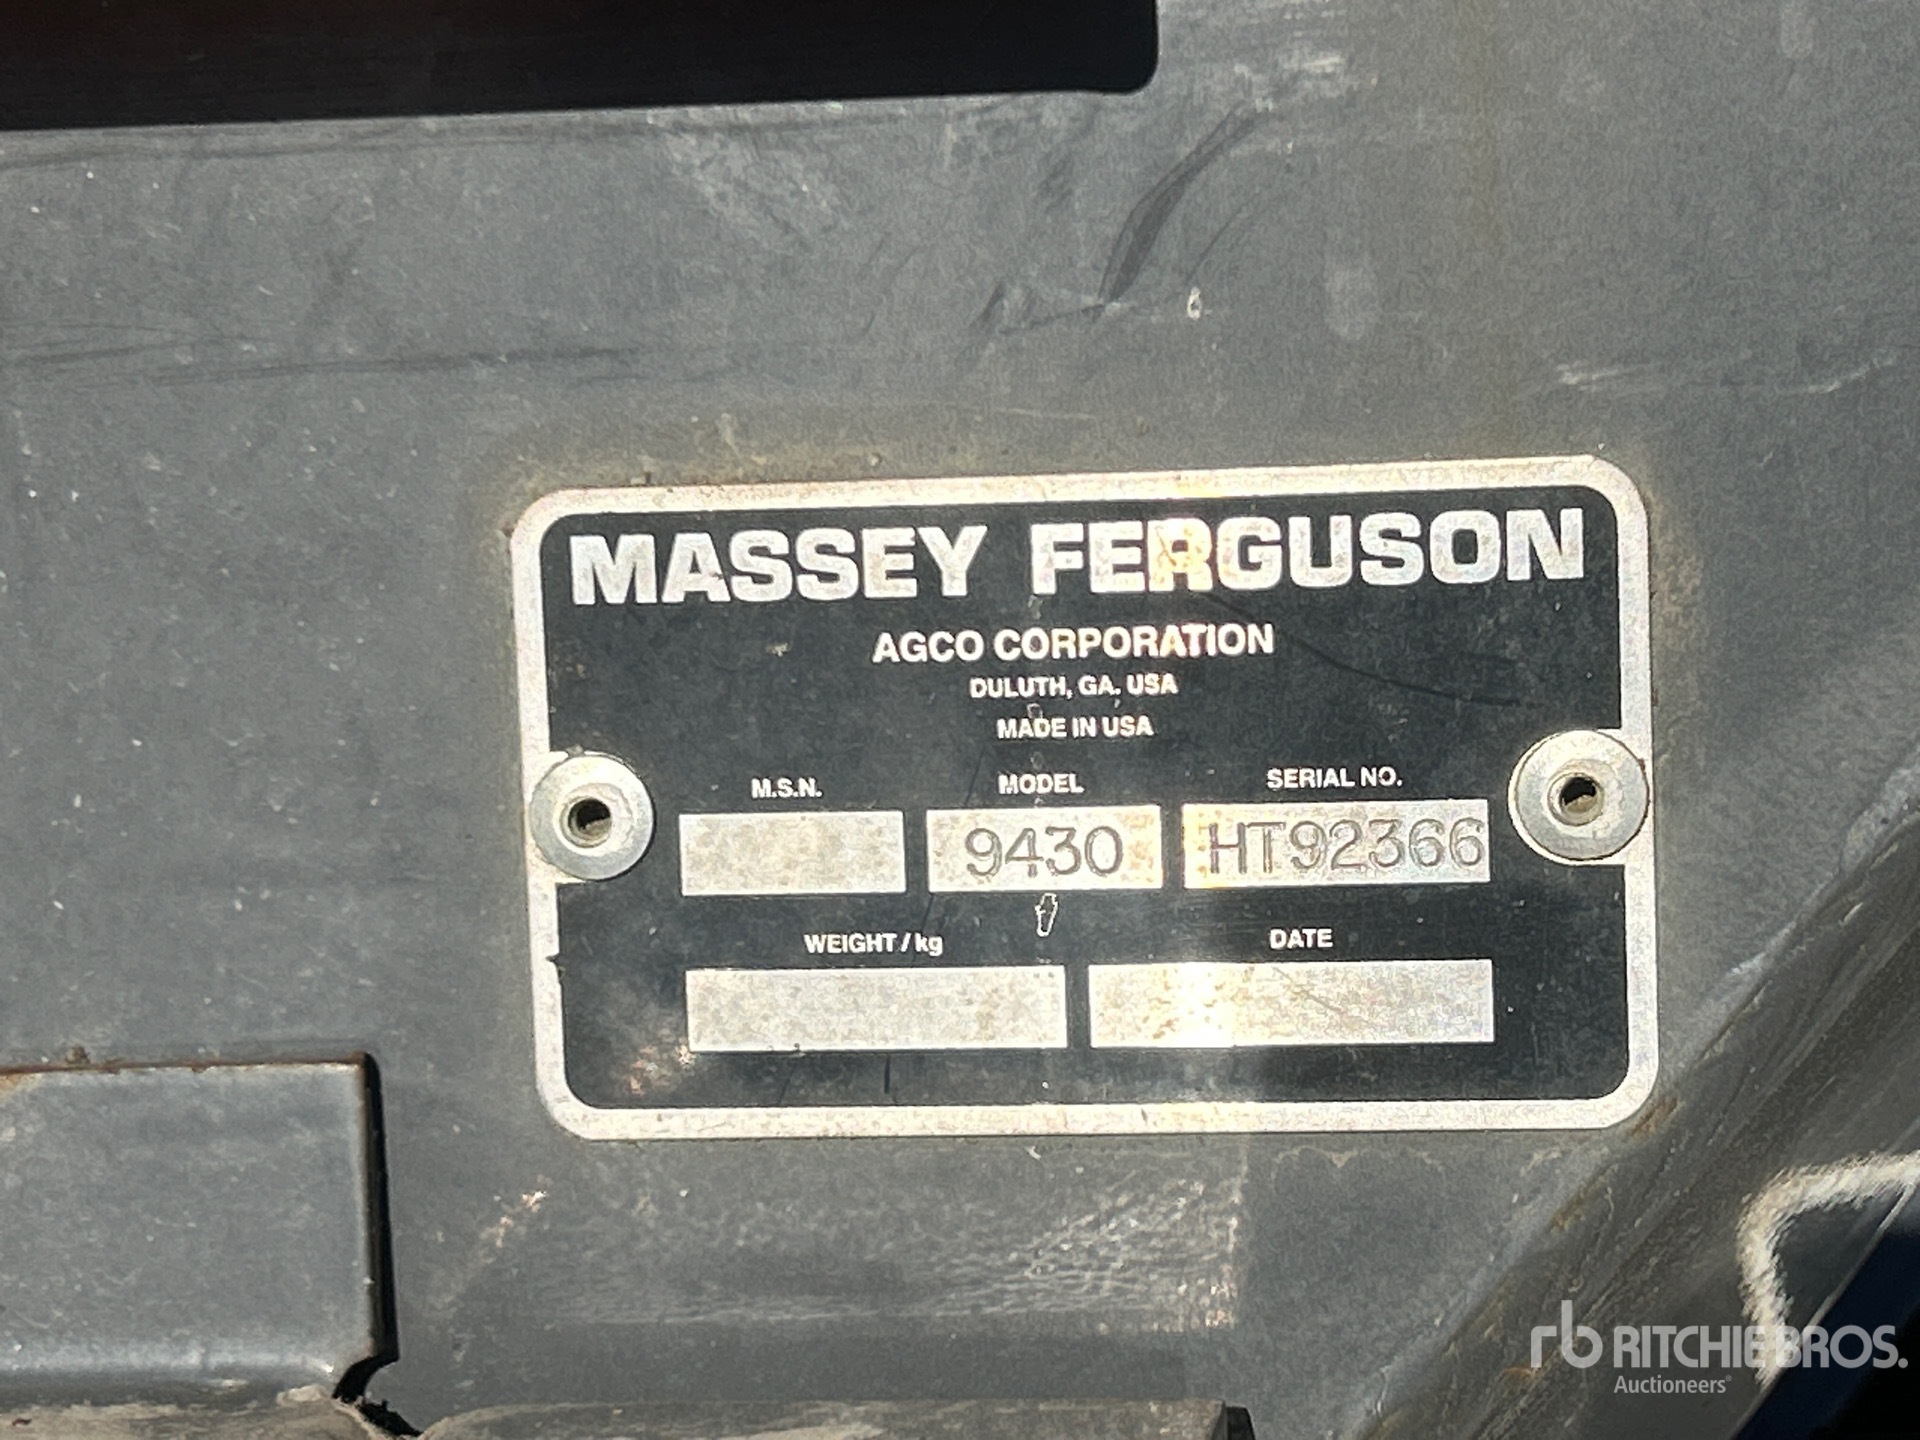 MASSEY FERGUSON
AGCO CORPORATION
DULUTH, GA. USA
MADE IN USA
M.S.N. MODEL SERIAL NO.
9430 HT92366
WEIGHT / kg DATE
rb RITCHIE BROS.
Auctioneers®